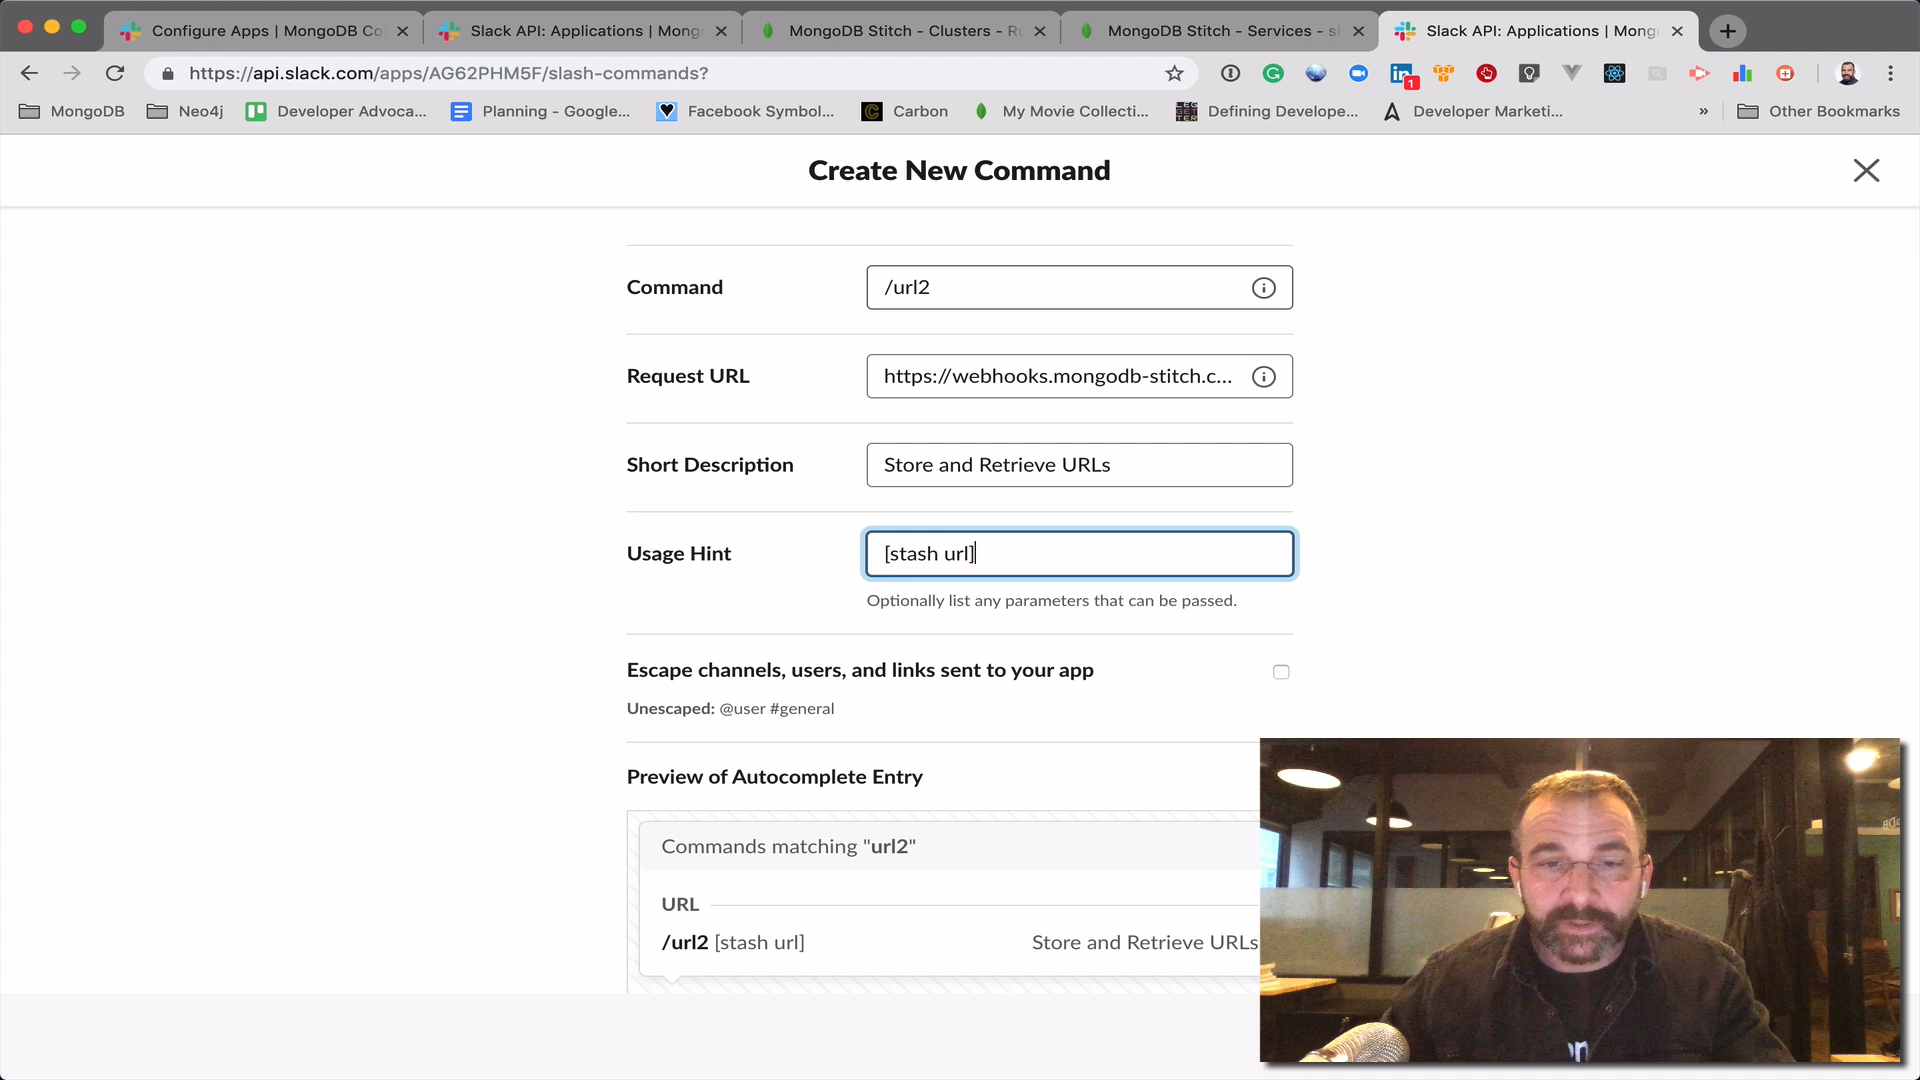 Configure Apps | MongoDB Co
Slack API: Applications | Mong
MongoDB Stitch - Clusters - R
MongoDB Stitch - Services - sl
Slack API: Applications | Mong
https://api.slack.com/apps/AG62PHM5F/slash-commands?
1
MongoDB
Neo4j
Developer Advoca...
Planning - Google...
Facebook Symbol...
Carbon
My Movie Collecti...
Defining Develope...
Developer Marketi...
»
Other Bookmarks
Create New Command
Command
/url2
Request URL
https://webhooks.mongodb-stitch.c...
Short Description
Store and Retrieve URLs
Usage Hint
[stash url]
Optionally list any parameters that can be passed.
Escape channels, users, and links sent to your app
Unescaped: @user #general
Preview of Autocomplete Entry
Commands matching "url2"
URL
/url2 [stash url]
Store and Retrieve URLs